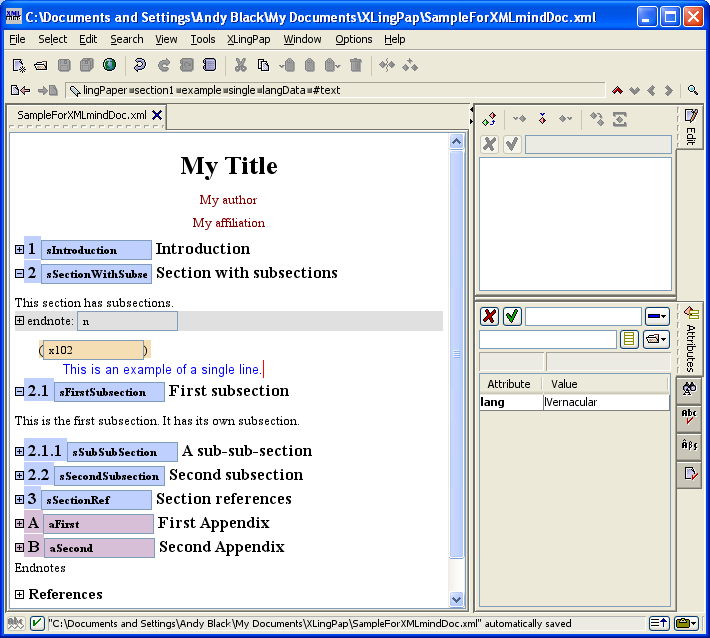 C:\Documents and Settings\Andy Black\My Documents\XLingPap\SampleForXMLmindDoc.xml
File Select Edit Search View Tools XLingPap Window Options Help
lingPaper section1 example single langData #text
SampleForXMLmindDoc.xml
Edit
My Title
My author
My affiliation
1 sIntroduction Introduction
2 sSectionWithSubse Section with subsections
This section has subsections.
endnote: n
( x102 )
This is an example of a single line.
2.1 sFirstSubsection First subsection
This is the first subsection. It has its own subsection.
2.1.1 sSubSubSection A sub-sub-section
2.2 sSecondSubsection Second subsection
3 sSectionRef Section references
A aFirst First Appendix
B aSecond Second Appendix
Endnotes
References
Attributes
Attribute Value
lang lVernacular
"C:\Documents and Settings\Andy Black\My Documents\XLingPap\SampleForXMLmindDoc.xml" automatically saved